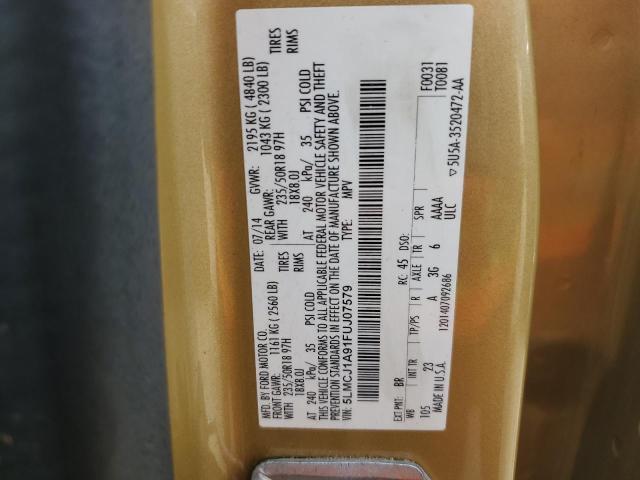 MFD. BY FORD MOTOR CO.
DATE: 07/14 GVWR: 2195 KG ( 4840 LB)
FRONT GAWR: 1161 KG ( 2560 LB) REAR GAWR: 1043 KG ( 2300 LB)
WITH 235/50R18 97H TIRES WITH 235/50R18 97H TIRES
18X8.0J RIMS 18X8.0J RIMS
AT 240 kPa/ 35 PSI COLD AT 240 kPa/ 35 PSI COLD
THIS VEHICLE CONFORMS TO ALL APPLICABLE FEDERAL MOTOR VEHICLE SAFETY AND THEFT
PREVENTION STANDARDS IN EFFECT ON THE DATE OF MANUFACTURE SHOWN ABOVE.
VIN: 5LMCJ1A91FUJ07579 TYPE: MPV
F0031
T00B1
EXT PNT: BR RC: 45 DSO:
WB INT TR TP/PS R AXLE TR SPR
105 23 A 3G 6 AAAA
ULC
MADE IN U.S.A. 1201407092686
▽ 5U5A-3520472-AA